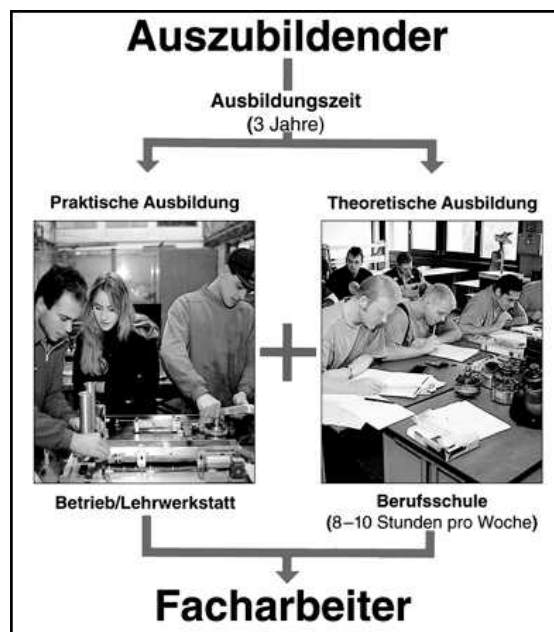 Auszubildender
Ausbildungszeit
(3 Jahre)
Praktische Ausbildung
Theoretische Ausbildung
+
Betrieb/Lehrwerkstatt
Berufsschule
(8–10 Stunden pro Woche)
Facharbeiter